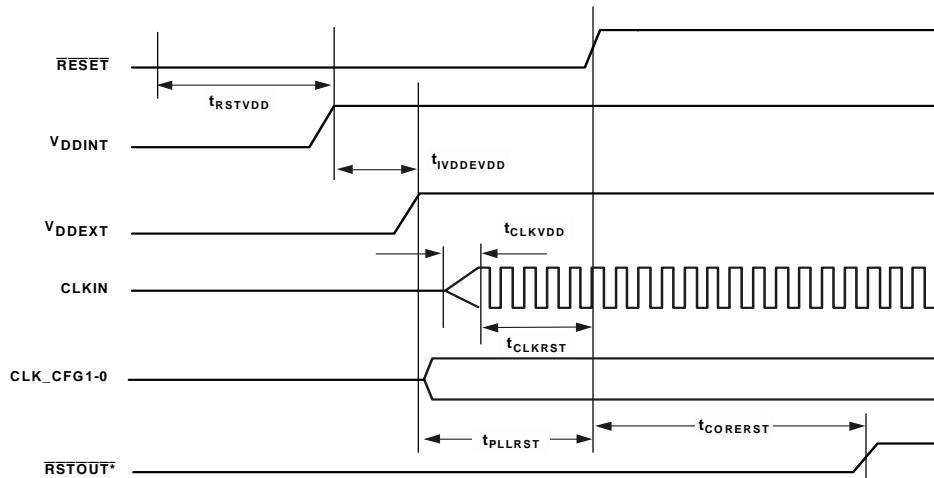 RESET
tRSTVDD
VDDINT
tIVDDEVDD
VDDEXT
tCLKVDD
CLKIN
tCLKRST
CLK_CFG1-0
tPLLRST
tCORERST
RSTOUT*